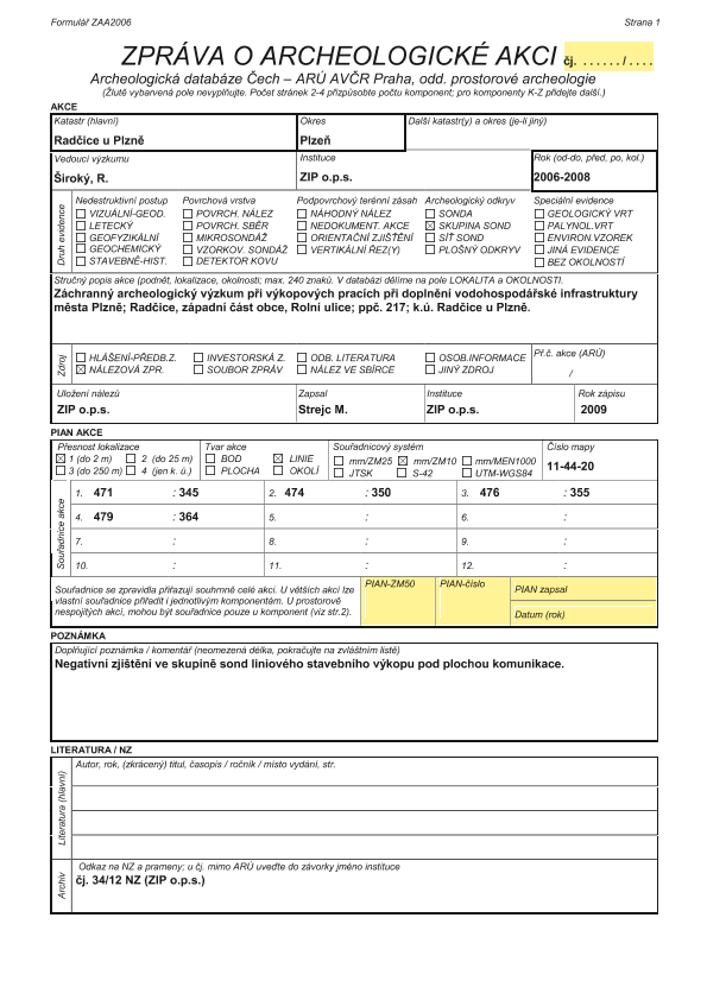 Formulář ZAA2006 Strana 1
ZPRÁVA O ARCHEOLOGICKÉ AKCI čj. . . . . . . / . . . .
Archeologická databáze Čech – ARÚ AVČR Praha, odd. prostorové archeologie
(Žlutě vybarvená pole nevyplňujte. Počet stránek 2-4 přizpůsobte počtu komponent; pro komponenty K-Z přidejte další.)
AKCE
Katastr (hlavní) Okres Další katastr(y) a okres (je-li jiný)
Radčice u Plzně Plzeň
Vedoucí výzkumu Instituce Rok (od-do, před, po, kol.)
Široký, R. ZIP o.p.s. 2006-2008
Druh evidence
Nedestruktivní postup Povrchová vrstva Podpovrchový terénní zásah Archeologický odkryv Speciální evidence
☐ VIZUÁLNÍ-GEOD. ☐ POVRCH. NÁLEZ ☐ NÁHODNÝ NÁLEZ ☐ SONDA ☐ GEOLOGICKÝ VRT
☐ LETECKÝ ☐ POVRCH. SBĚR ☐ NEDOKUMENT. AKCE ☒ SKUPINA SOND ☐ PALYNOL.VRT
☐ GEOFYZIKÁLNÍ ☐ MIKROSONDÁŽ ☐ ORIENTAČNÍ ZJIŠTĚNÍ ☐ SÍŤ SOND ☐ ENVIRON.VZOREK
☐ GEOCHEMICKÝ ☐ VZORKOV. SONDÁŽ ☐ VERTIKÁLNÍ ŘEZ(Y) ☐ PLOŠNÝ ODKRYV ☐ JINÁ EVIDENCE
☐ STAVEBNĚ-HIST. ☐ DETEKTOR KOVU ☐ BEZ OKOLNOSTÍ
Stručný popis akce (podnět, lokalizace, okolnosti; max. 240 znaků. V databázi dělíme na pole LOKALITA a OKOLNOSTI.
Záchranný archeologický výzkum při výkopových pracích při doplnění vodohospodářské infrastruktury
města Plzně; Radčice, západní část obce, Rolní ulice; ppč. 217; k.ú. Radčice u Plzně.
Zdroj
☐ HLÁŠENÍ-PŘEDB.Z. ☐ INVESTORSKÁ Z. ☐ ODB. LITERATURA ☐ OSOB.INFORMACE Př.č. akce (ARÚ)
☒ NÁLEZOVÁ ZPR. ☐ SOUBOR ZPRÁV ☐ NÁLEZ VE SBÍRCE ☐ JINÝ ZDROJ /
Uložení nálezů Zapsal Instituce Rok zápisu
ZIP o.p.s. Strejc M. ZIP o.p.s. 2009
PIAN AKCE
Přesnost lokalizace Tvar akce Souřadnicový systém Číslo mapy
☒ 1 (do 2 m) ☐ 2 (do 25 m) ☐ BOD ☒ LINIE ☐ mm/ZM25 ☒ mm/ZM10 ☐ mm/MEN1000 11-44-20
☐ 3 (do 250 m) ☐ 4 (jen k. ú.) ☐ PLOCHA ☐ OKOLÍ ☐ JTSK ☐ S-42 ☐ UTM-WGS84
Souřadnice akce
1. 471 : 345 2. 474 : 350 3. 476 : 355
4. 479 : 364 5. : 6. :
7. : 8. : 9. :
10. : 11. : 12. :
Souřadnice se zpravidla přiřazují souhrnně celé akci. U větších akcí lze PIAN-ZM50 PIAN-číslo PIAN zapsal
vlastní souřadnice přiřadit i jednotlivým komponentám. U prostorově
nespojitých akcí, mohou být souřadnice pouze u komponent (viz str.2). Datum (rok)
POZNÁMKA
Doplňující poznámka / komentář (neomezená délka, pokračujte na zvláštním listě)
Negativní zjištění ve skupině sond liniového stavebního výkopu pod plochou komunikace.
LITERATURA / NZ
Literatura (hlavní)
Autor, rok, (zkrácený) titul, časopis / ročník / místo vydání, str.
Archiv
Odkaz na NZ a prameny; u čj. mimo ARÚ uveďte do závorky jméno instituce
čj. 34/12 NZ (ZIP o.p.s.)